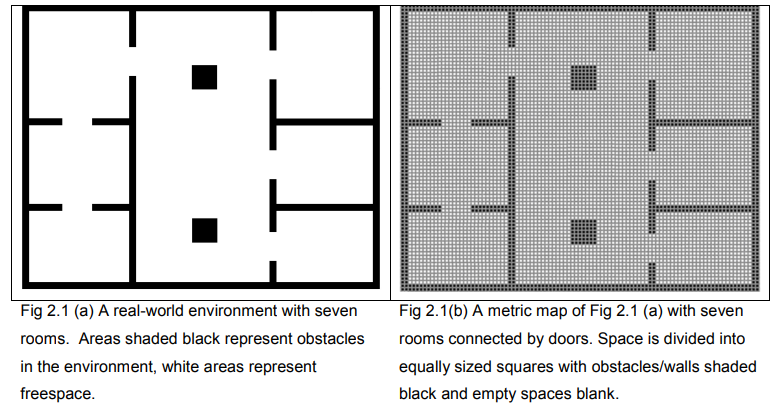 Fig 2.1 (a) A real-world environment with seven
rooms.  Areas shaded black represent obstacles
in the environment, white areas represent
freespace.
Fig 2.1(b) A metric map of Fig 2.1 (a) with seven
rooms connected by doors. Space is divided into
equally sized squares with obstacles/walls shaded
black and empty spaces blank.